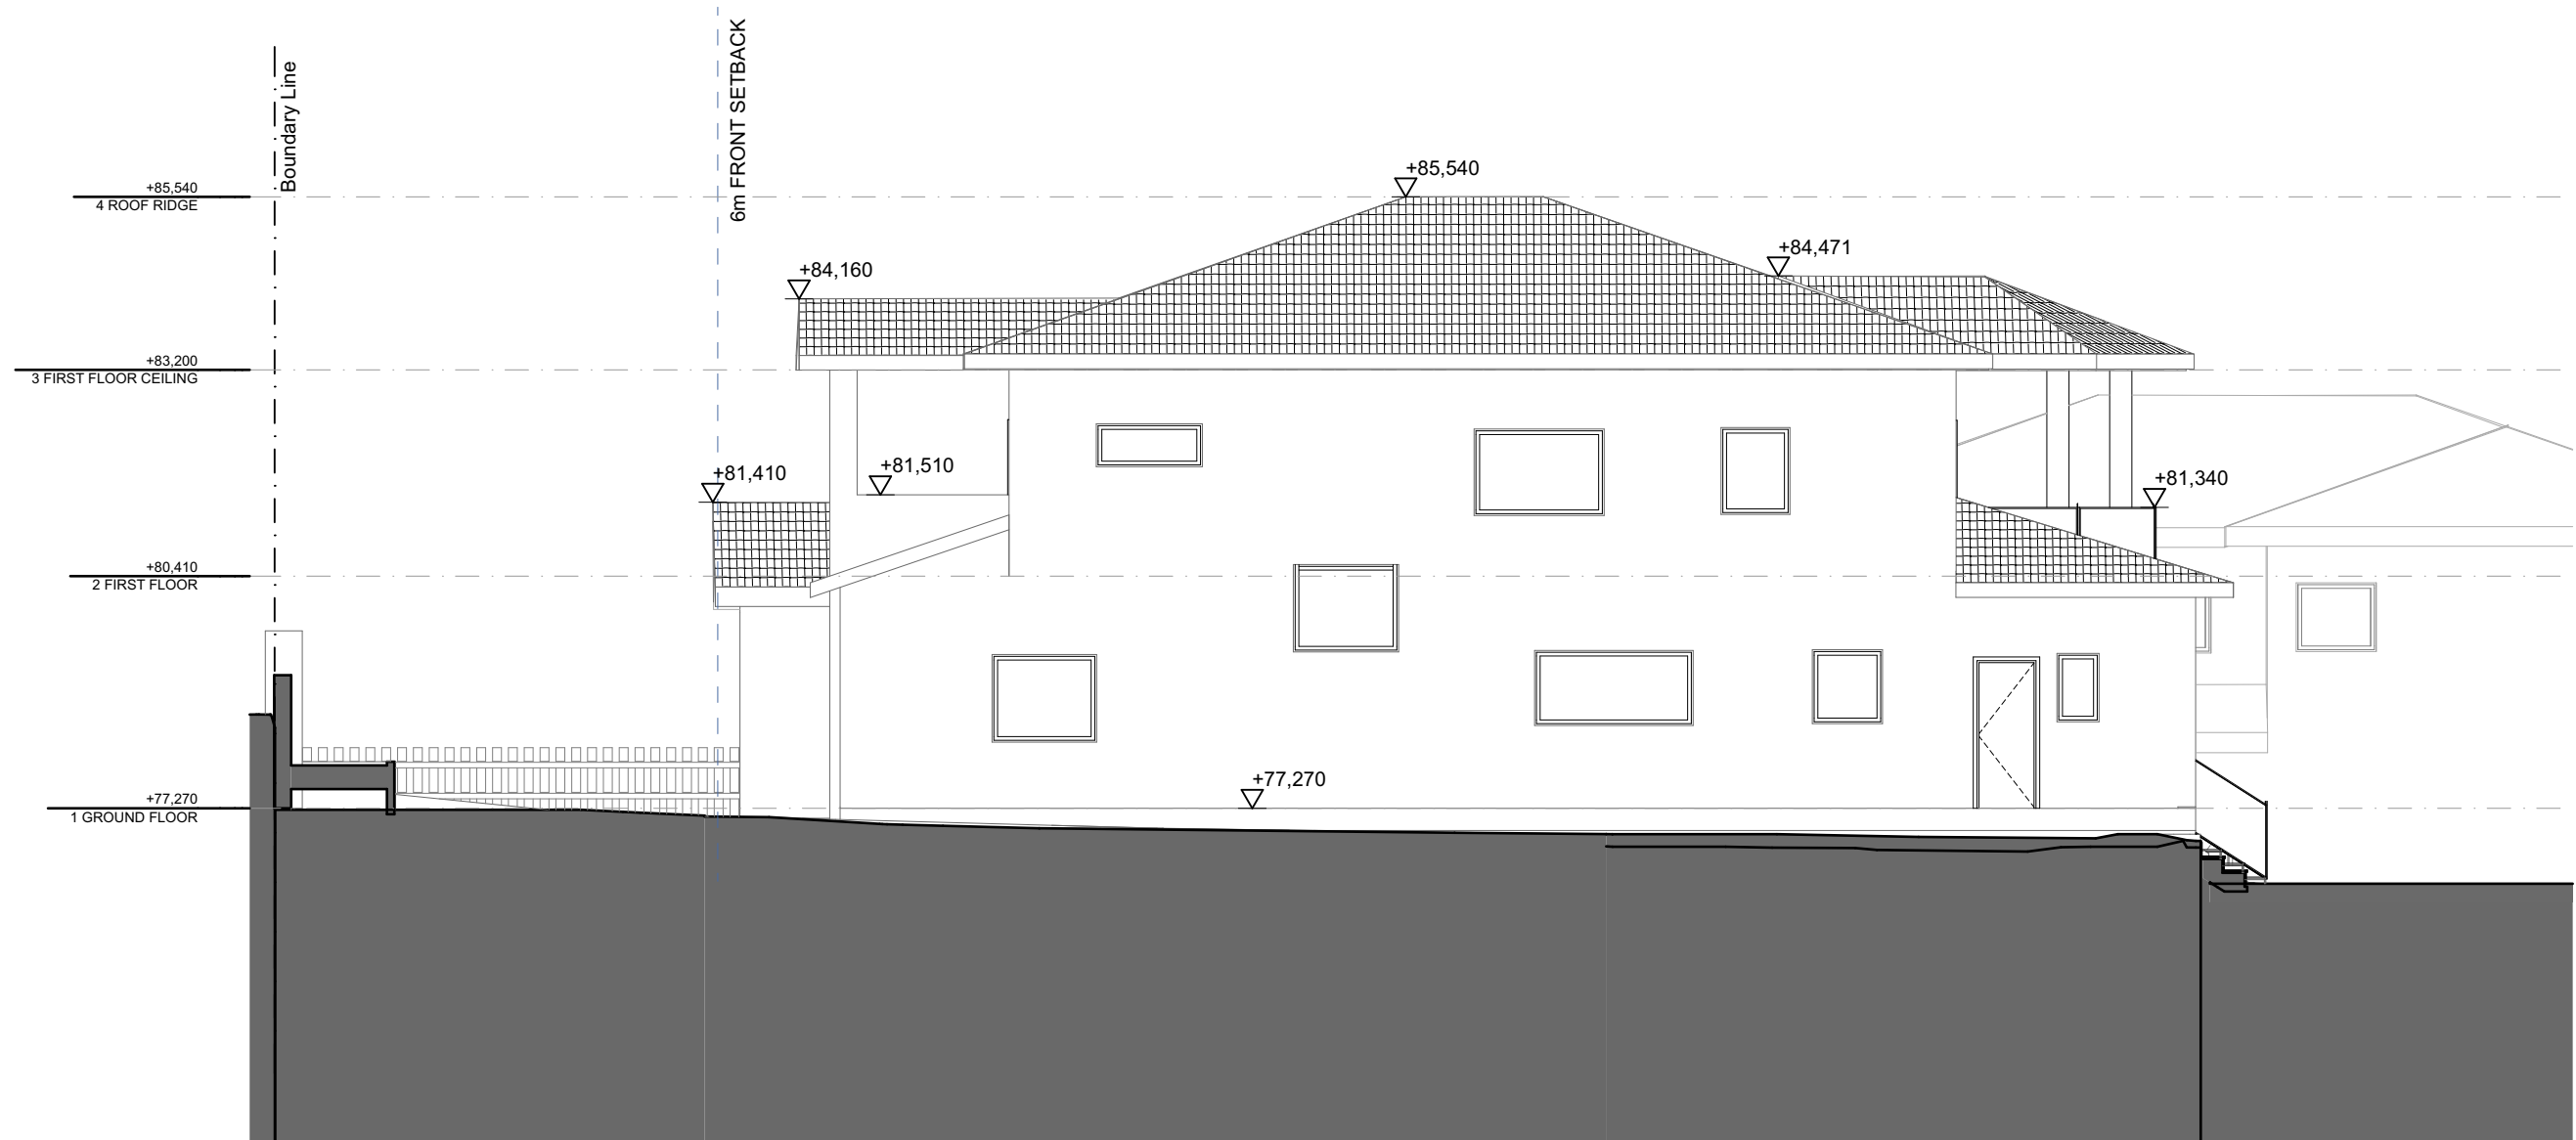 Boundary Line
6m FRONT SETBACK
+85,540
4 ROOF RIDGE
+85,540
+84,471
+84,160
+83,200
3 FIRST FLOOR CEILING
+81,410
+81,510
+81,340
+80,410
2 FIRST FLOOR
+77,270
1 GROUND FLOOR
+77,270